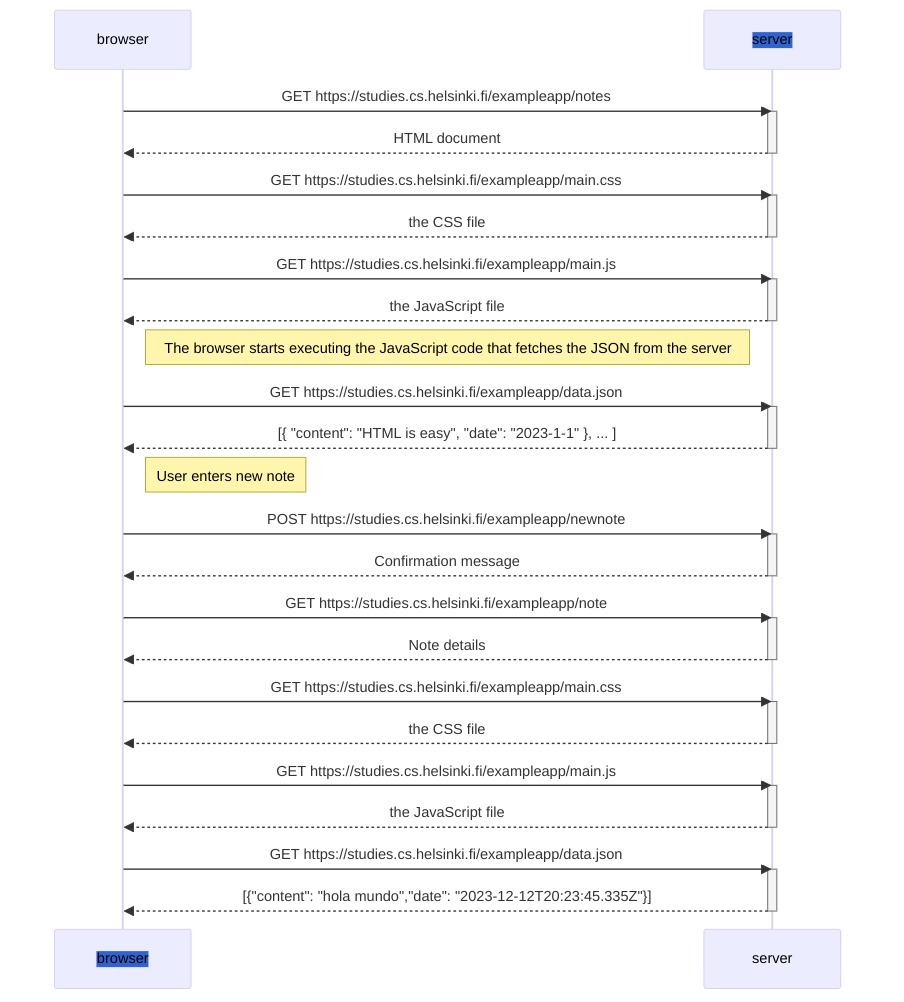 browser
server
GET https://studies.cs.helsinki.fi/exampleapp/notes
HTML document
GET https://studies.cs.helsinki.fi/exampleapp/main.css
the CSS file
GET https://studies.cs.helsinki.fi/exampleapp/main.js
the JavaScript file
The browser starts executing the JavaScript code that fetches the JSON from the server
GET https://studies.cs.helsinki.fi/exampleapp/data.json
[{ "content": "HTML is easy", "date": "2023-1-1" }, ... ]
User enters new note
POST https://studies.cs.helsinki.fi/exampleapp/newnote
Confirmation message
GET https://studies.cs.helsinki.fi/exampleapp/note
Note details
GET https://studies.cs.helsinki.fi/exampleapp/main.css
the CSS file
GET https://studies.cs.helsinki.fi/exampleapp/main.js
the JavaScript file
GET https://studies.cs.helsinki.fi/exampleapp/data.json
[{"content": "hola mundo","date": "2023-12-12T20:23:45.335Z"}]
browser
server